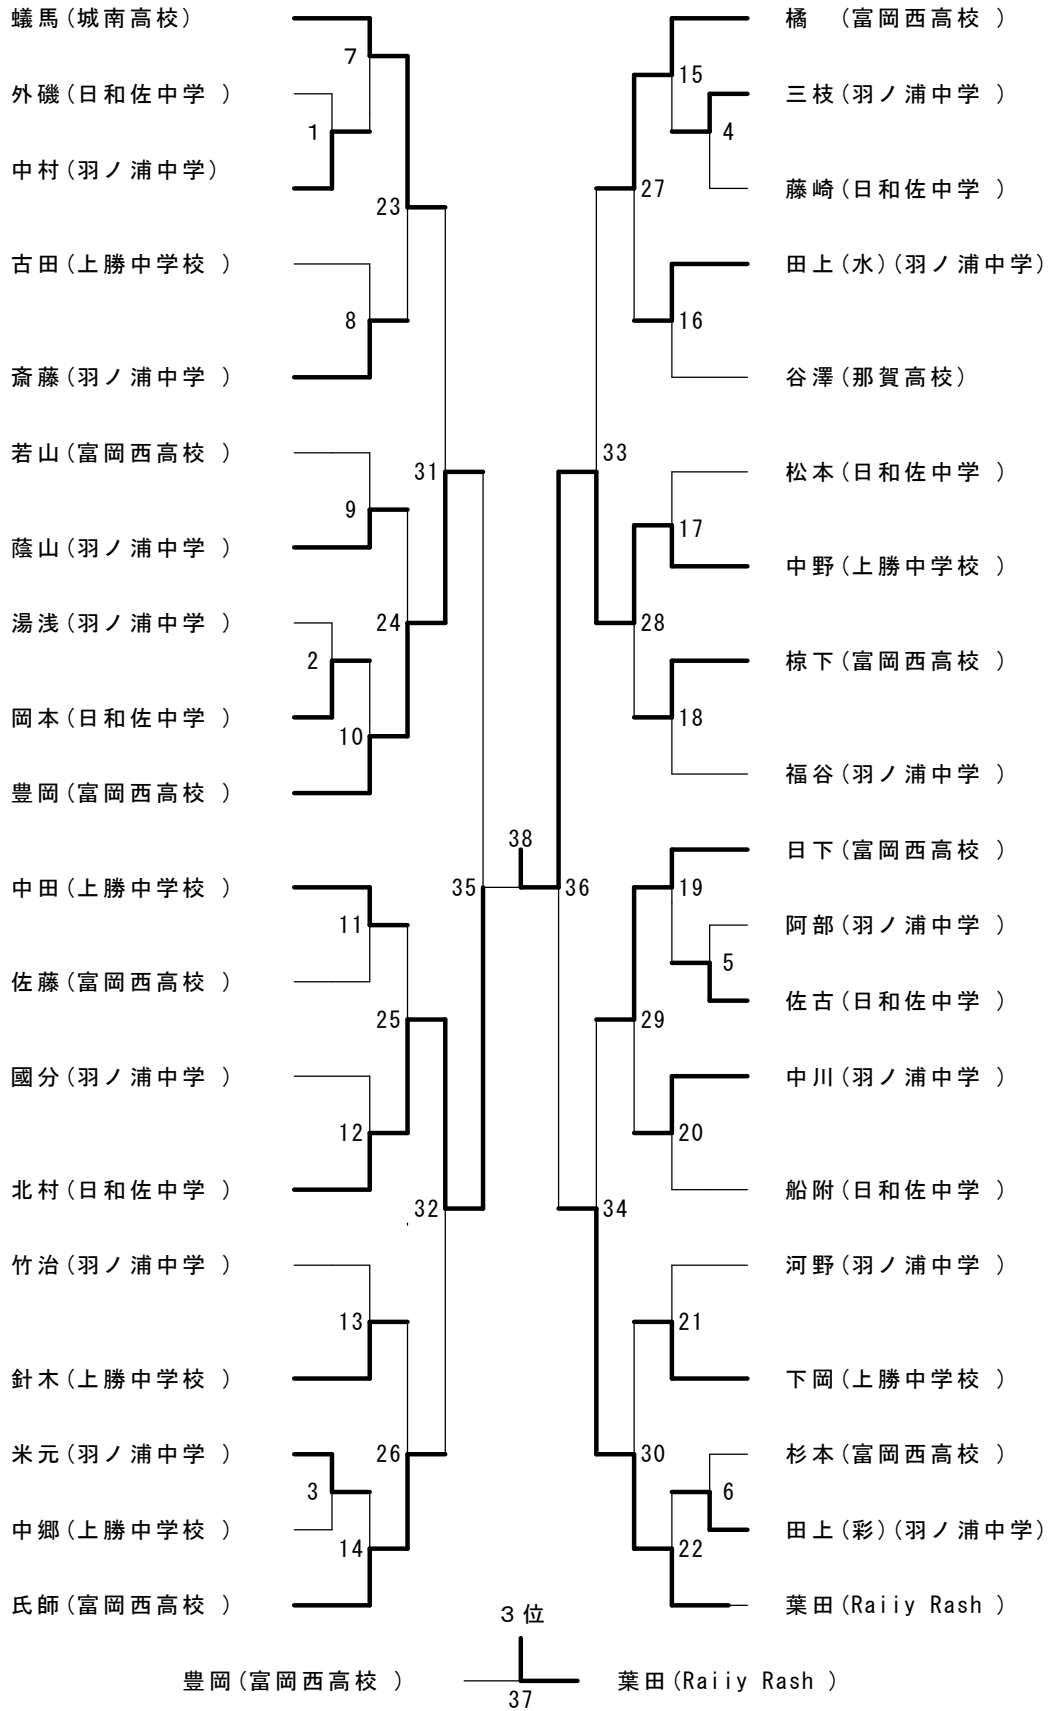 蟻馬(城南高校)
7
外磯(日和佐中学 )
1
中村(羽ノ浦中学)
23
古田(上勝中学校 )
8
斎藤(羽ノ浦中学 )
若山(富岡西高校 )
31
9
蔭山(羽ノ浦中学 )
湯浅(羽ノ浦中学 )
24
2
岡本(日和佐中学 )
10
豊岡(富岡西高校 )
38
中田(上勝中学校 )
35
11
佐藤(富岡西高校 )
25
國分(羽ノ浦中学 )
12
北村(日和佐中学 )
32
竹治(羽ノ浦中学 )
13
針木(上勝中学校 )
米元(羽ノ浦中学 )
26
3
中郷(上勝中学校 )
14
氏師(富岡西高校 )
橘 (富岡西高校 )
15
三枝(羽ノ浦中学 )
4
藤崎(日和佐中学 )
27
田上(水)(羽ノ浦中学)
16
谷澤(那賀高校)
33
松本(日和佐中学 )
17
中野(上勝中学校 )
28
椋下(富岡西高校 )
18
福谷(羽ノ浦中学 )
日下(富岡西高校 )
36
19
阿部(羽ノ浦中学 )
5
佐古(日和佐中学 )
29
中川(羽ノ浦中学 )
20
船附(日和佐中学 )
34
河野(羽ノ浦中学 )
21
下岡(上勝中学校 )
30
杉本(富岡西高校 )
6
田上(彩)(羽ノ浦中学)
22
葉田(Raiiy Rash )
3位
豊岡(富岡西高校 )
葉田(Raiiy Rash )
37